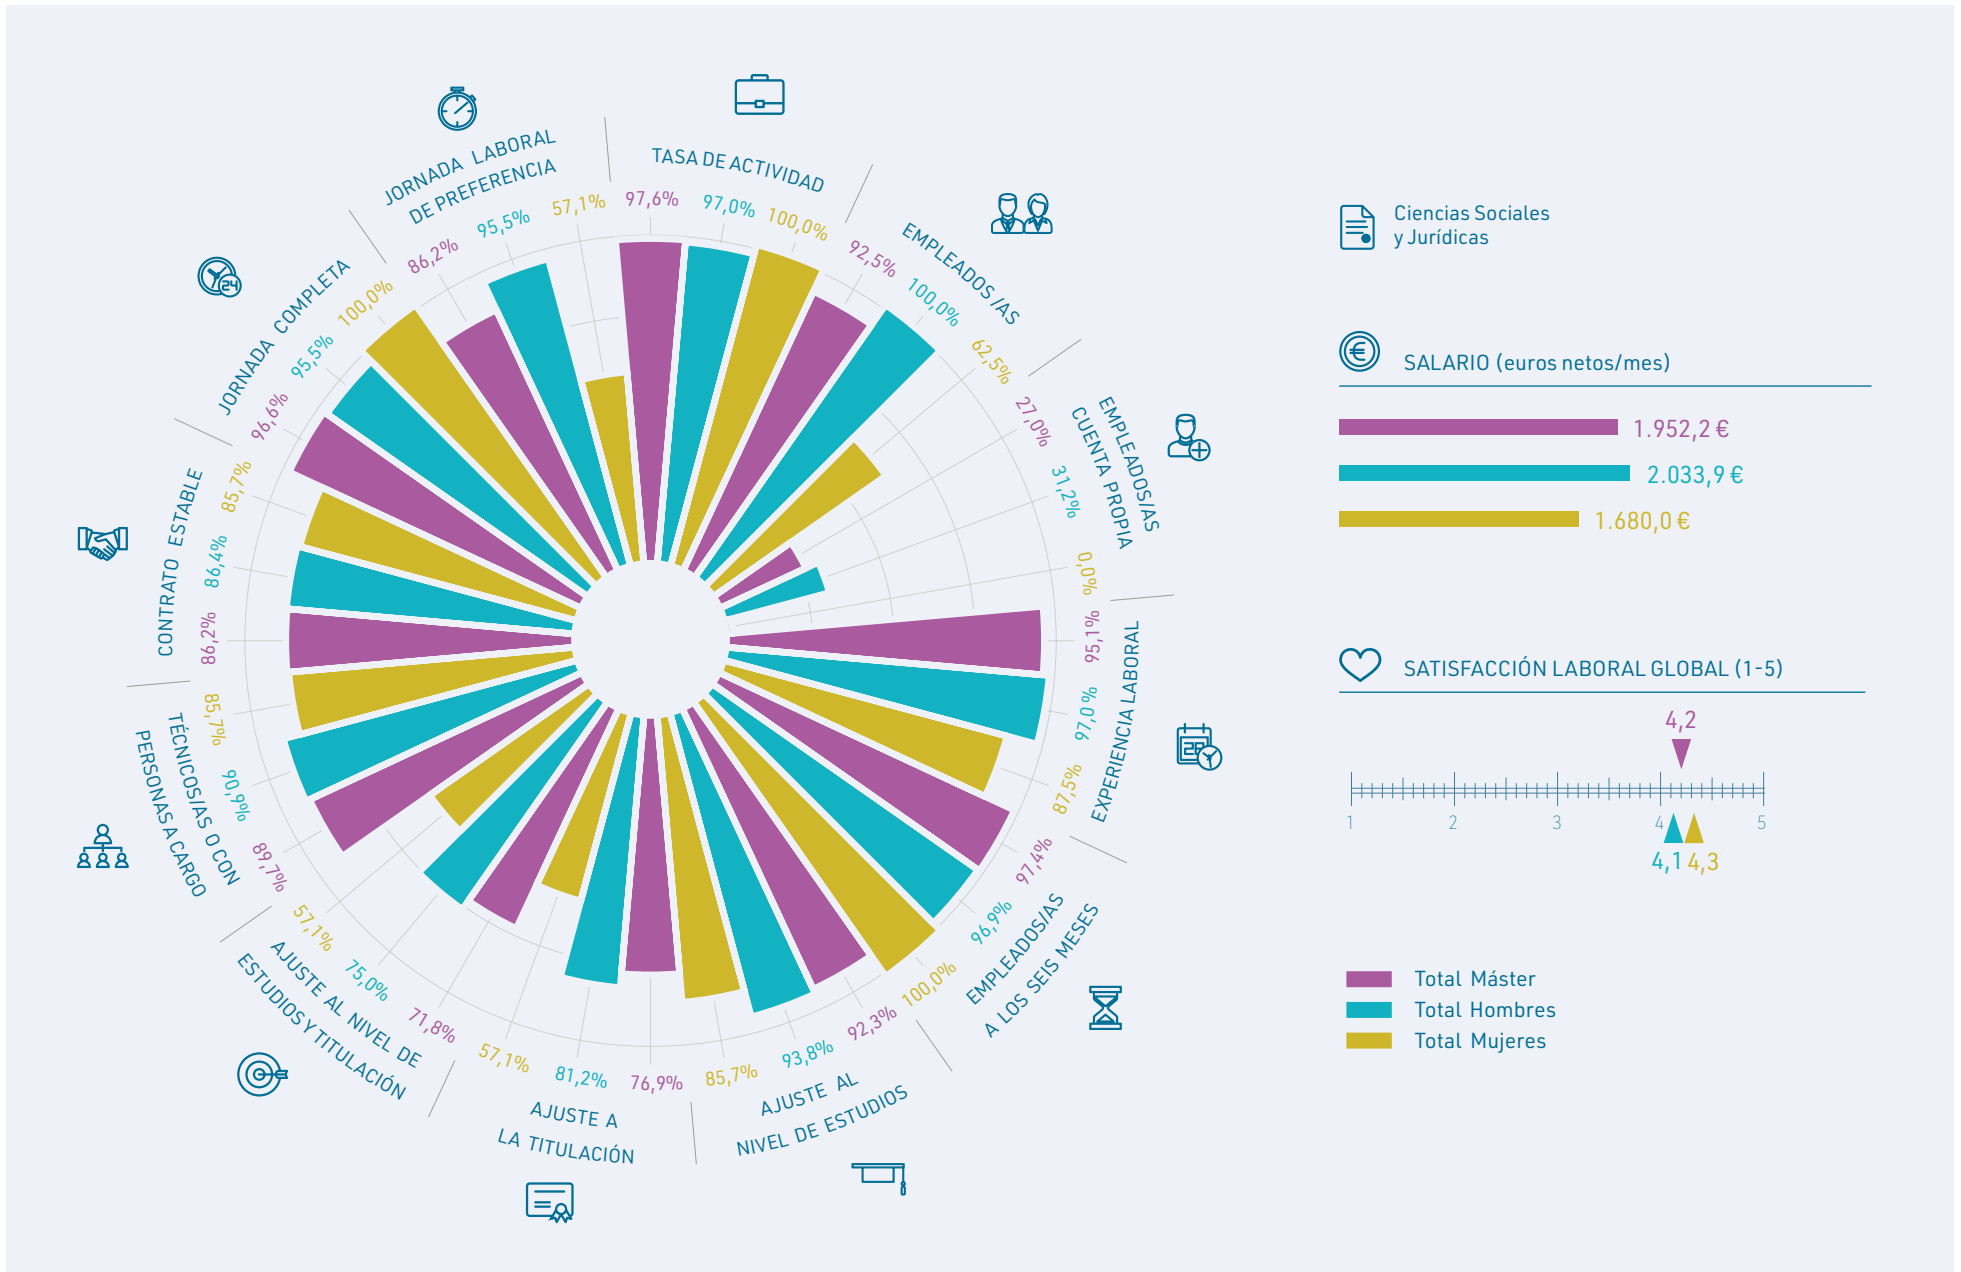 TASA DE ACTIVIDAD
97,6%
97,0%
100,0%
EMPLEADOS /AS
92,5%
100,0%
62,5%
EMPLEADOS/AS
CUENTA PROPIA
27,0%
31,2%
0,0%
EXPERIENCIA LABORAL
95,1%
97,0%
87,5%
EMPLEADOS/AS
A LOS SEIS MESES
97,4%
96,9%
100,0%
AJUSTE AL
NIVEL DE ESTUDIOS
92,3%
93,8%
85,7%
AJUSTE A
LA TITULACIÓN
76,9%
81,2%
57,1%
AJUSTE AL NIVEL DE
ESTUDIOS Y TITULACIÓN
71,8%
75,0%
57,1%
TÉCNICOS/AS O CON
PERSONAS A CARGO
89,7%
90,9%
85,7%
CONTRATO ESTABLE
86,2%
86,4%
85,7%
JORNADA COMPLETA
96,6%
95,5%
100,0%
24
JORNADA LABORAL
DE PREFERENCIA
86,2%
95,5%
57,1%
Ciencias Sociales
y Jurídicas
€
SALARIO (euros netos/mes)
1.952,2 €
2.033,9 €
1.680,0 €
SATISFACCIÓN LABORAL GLOBAL (1-5)
4,2
1 2 3 4 5
4,1 4,3
Total Máster
Total Hombres
Total Mujeres